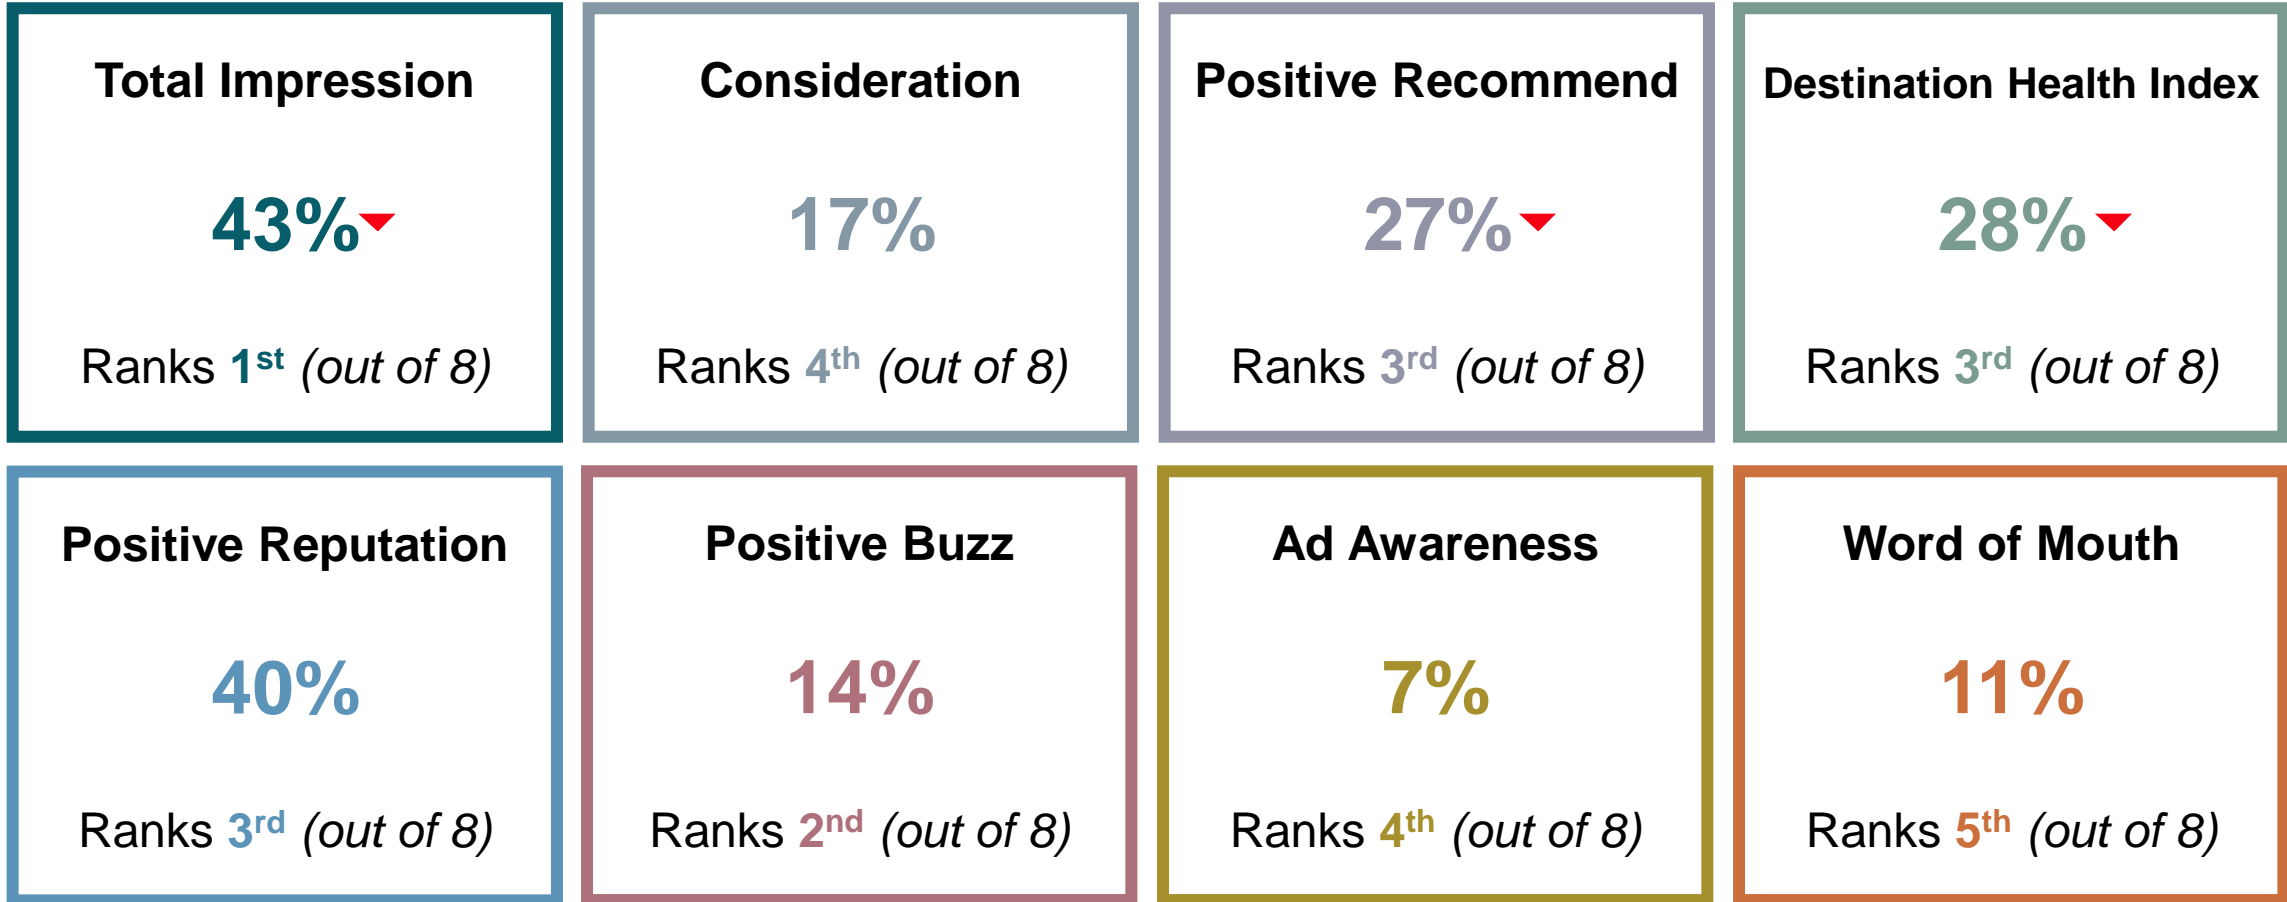 Total Impression
43%
Ranks 1st (out of 8)
Consideration
17%
Ranks 4th (out of 8)
Positive Recommend
27%
Ranks 3rd (out of 8)
Destination Health Index
28%
Ranks 3rd (out of 8)
Positive Reputation
40%
Ranks 3rd (out of 8)
Positive Buzz
14%
Ranks 2nd (out of 8)
Ad Awareness
7%
Ranks 4th (out of 8)
Word of Mouth
11%
Ranks 5th (out of 8)